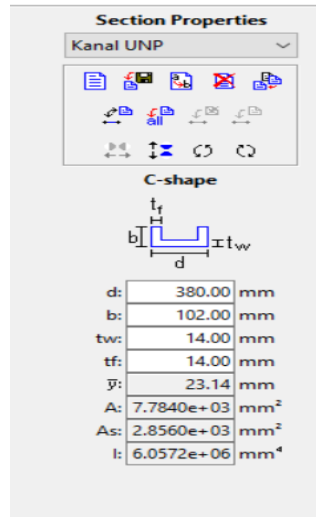 Section Properties
Kanal UNP
a b
all
C-shape
tf
b
tw
d
d: 380.00 mm
b: 102.00 mm
tw: 14.00 mm
tf: 14.00 mm
y̅: 23.14 mm
A: 7.7840e+03 mm²
As: 2.8560e+03 mm²
I: 6.0572e+06 mm⁴